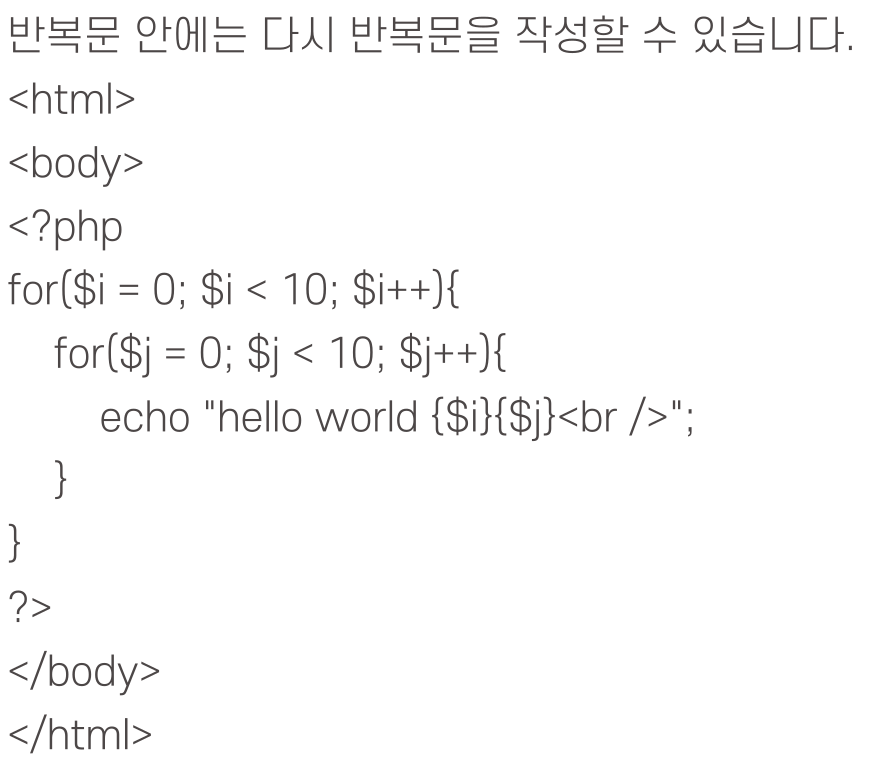 반복문 안에는 다시 반복문을 작성할 수 있습니다.
<html>
<body>
<?php
for($i = 0; $i < 10; $i++){
    for($j = 0; $j < 10; $j++){
        echo "hello world {$i}{$j}<br />";
    }
}
?>
</body>
</html>